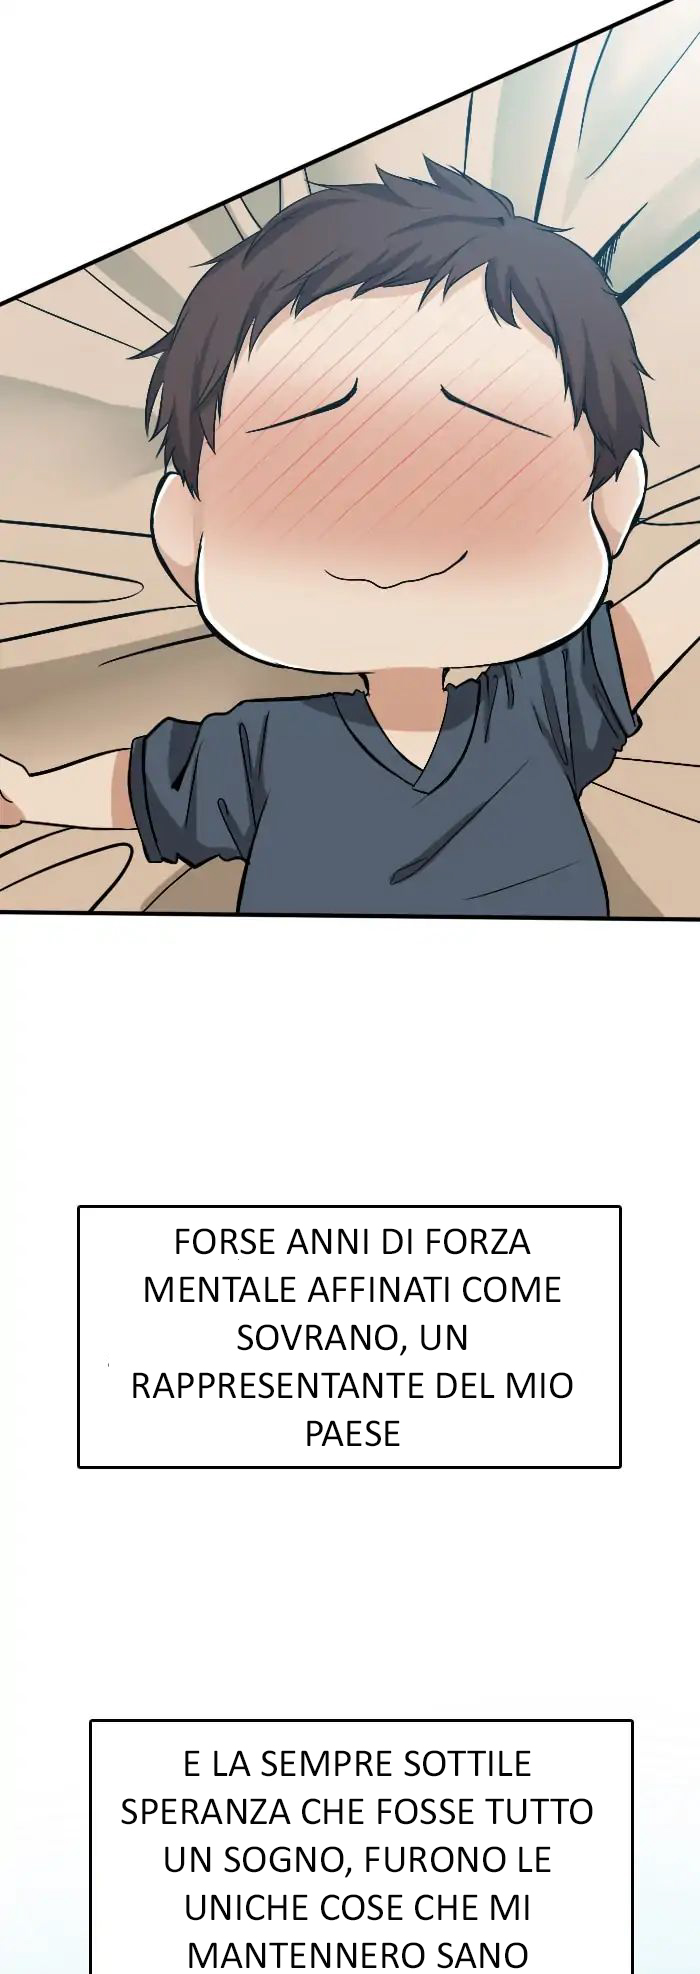 FORSE ANNI DI FORZA
MENTALE AFFINATI COME
SOVRANO, UN
RAPPRESENTANTE DEL MIO
PAESE
E LA SEMPRE SOTTILE
SPERANZA CHE FOSSE TUTTO
UN SOGNO, FURONO LE
UNICHE COSE CHE MI
MANTENNERO SANO